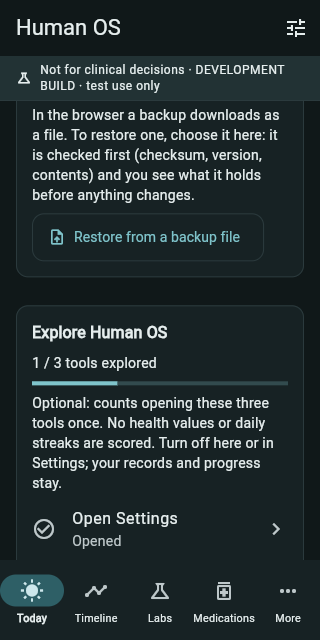 Human OS
Not for clinical decisions · DEVELOPMENT
BUILD · test use only
In the browser a backup downloads as
a file. To restore one, choose it here: it
is checked first (checksum, version,
contents) and you see what it holds
before anything changes.
Restore from a backup file
Explore Human OS
1 / 3 tools explored
Optional: counts opening these three
tools once. No health values or daily
streaks are scored. Turn off here or in
Settings; your records and progress
stay.
Open Settings
Opened
Today
Timeline
Labs
Medications
More